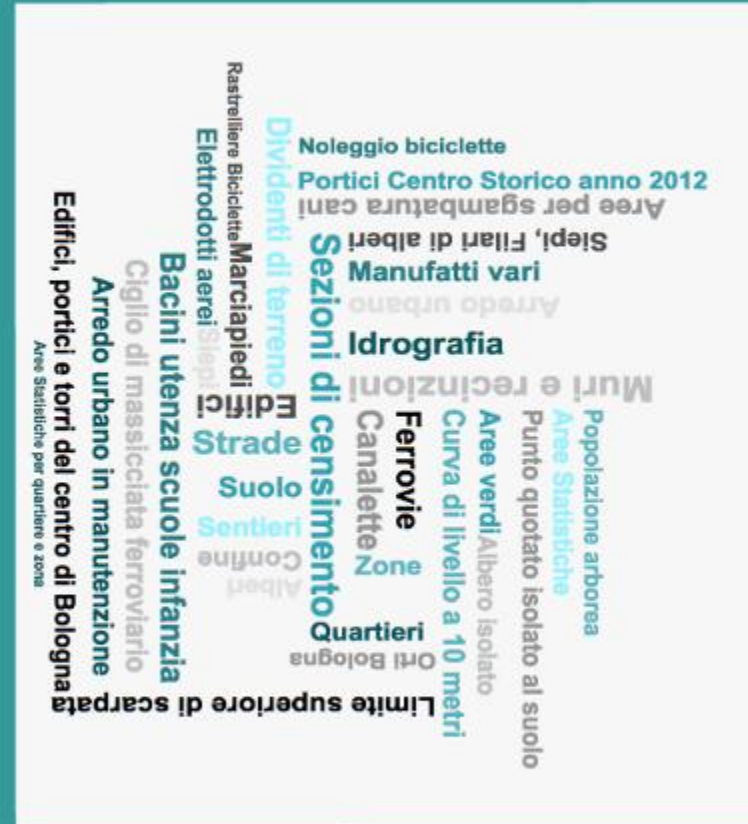 Noleggio biciclette
Portici Centro Storico anno 2012
Aree per sgambatura cani
Siepi, Filari di alberi
Manufatti vari
Arredo urbano
Idrografia
Muri e recinzioni
Edifici, portici e torri del centro di Bologna
Aree Statistiche per quartiere e zona
Arredo urbano in manutenzione
Ciglio di massicciata ferroviario
Bacini utenza scuole infanzia
Elettrodotti aerei
Siepi
Rastrelliere Biciclette
Marciapiedi
Dividenti di terreno
Sezioni di censimento
Edifici
Strade
Suolo
Sentieri
Confine
Alberi
Canalette
Ferrovie
Zone
Curva di livello a 10 metri
Aree verdi
Albero isolato
Punto quotato isolato al suolo
Aree Statistiche
Popolazione arborea
Quartieri
Orti Bologna
Limite superiore di scarpata